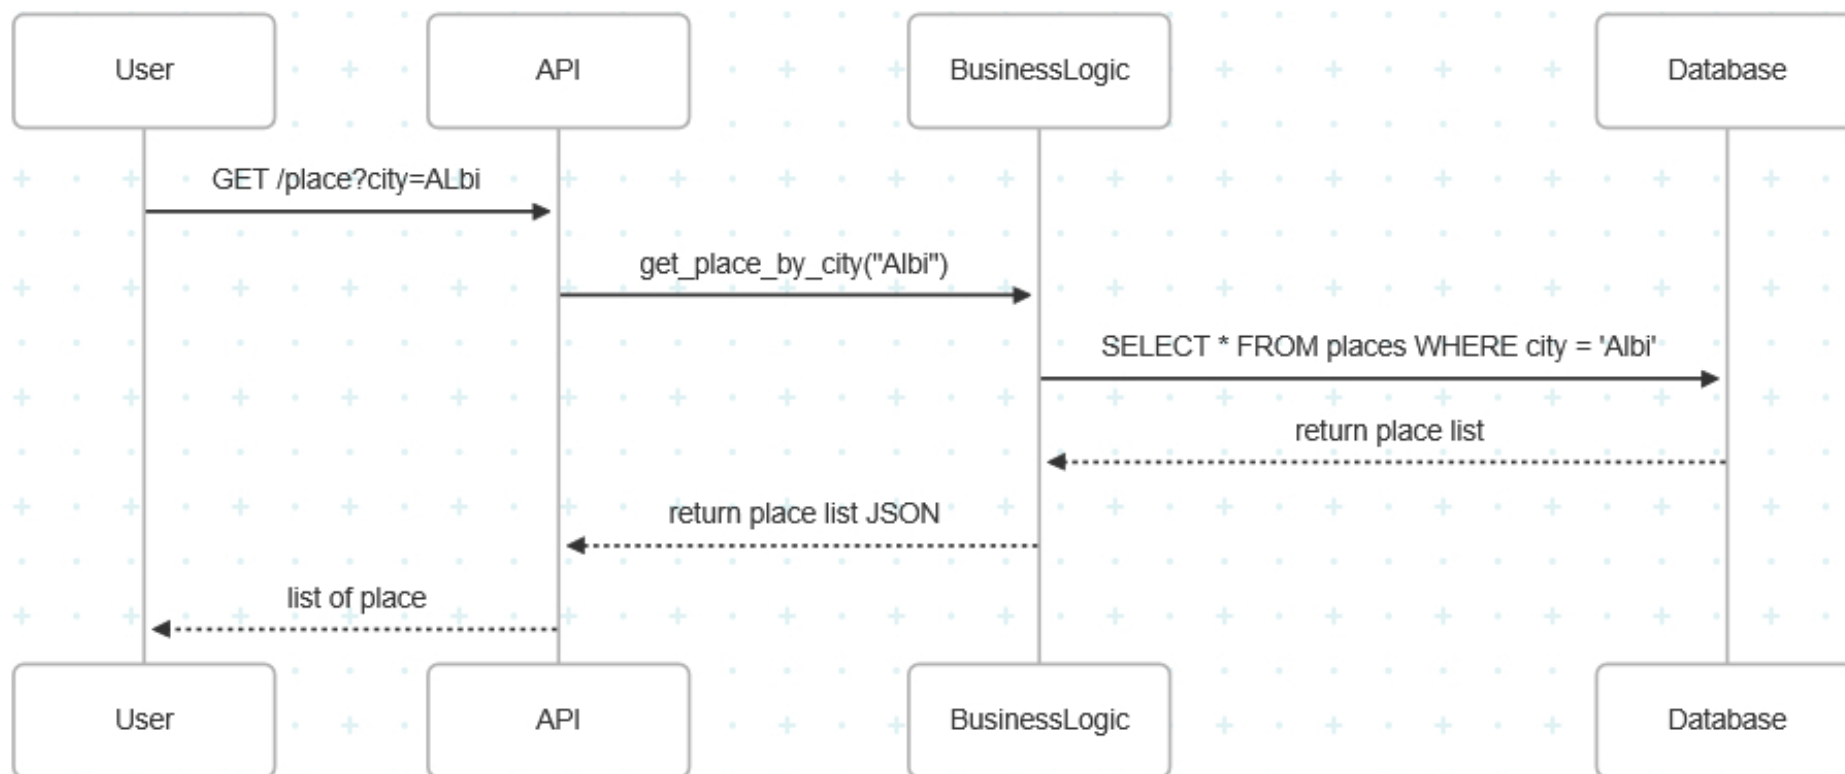 User
API
BusinessLogic
Database
GET /place?city=ALbi
get_place_by_city("Albi")
SELECT * FROM places WHERE city = 'Albi'
return place list
return place list JSON
list of place
User
API
BusinessLogic
Database